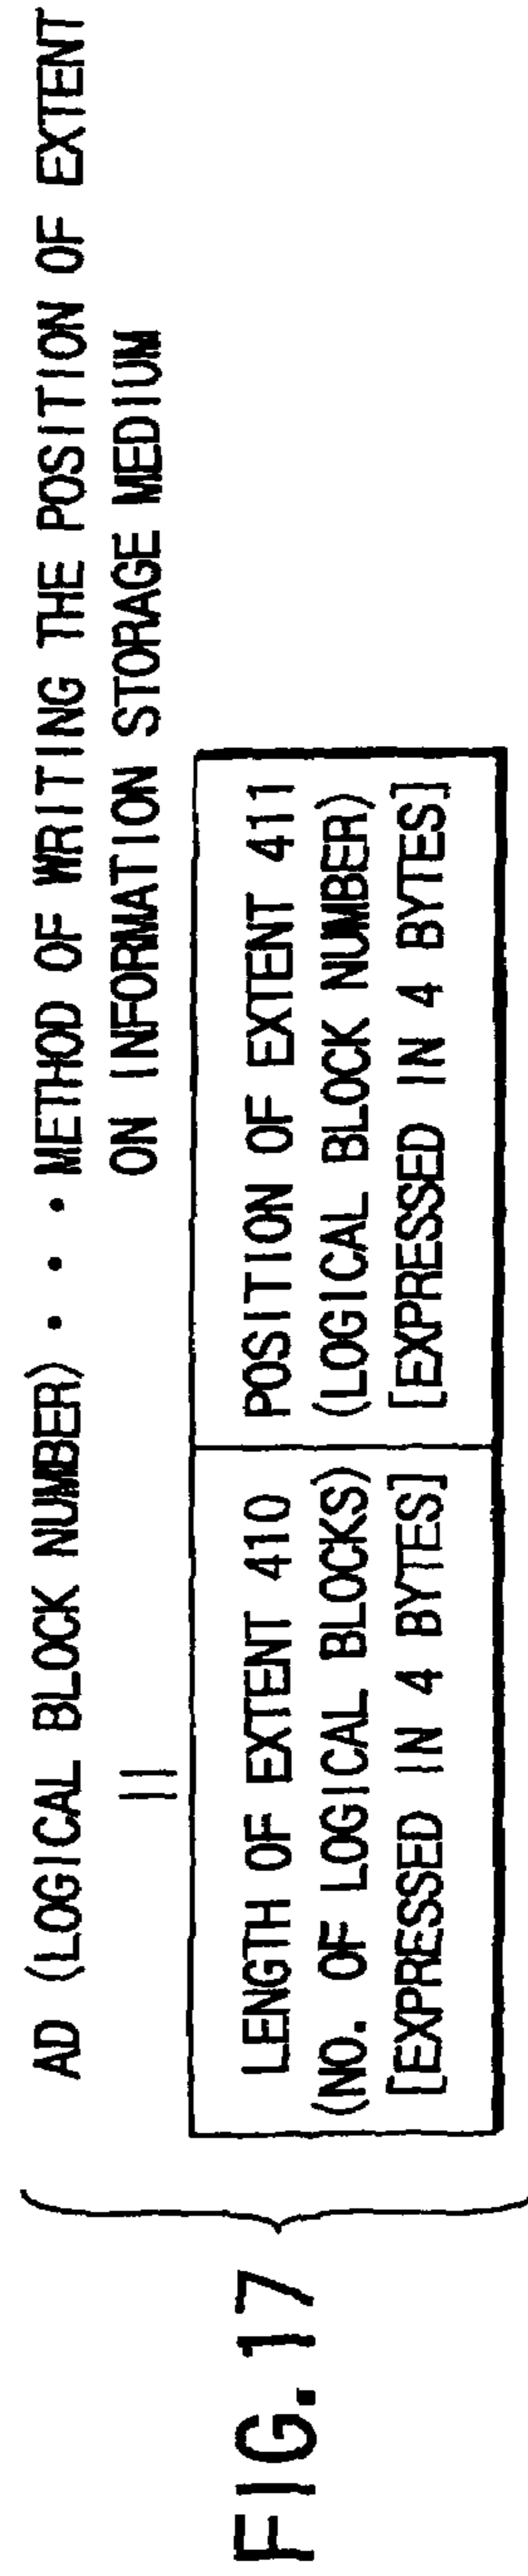 FIG. 17
AD (LOGICAL BLOCK NUMBER) • • • METHOD OF WRITING THE POSITION OF EXTENT
ON INFORMATION STORAGE MEDIUM
||
LENGTH OF EXTENT 410
(NO. OF LOGICAL BLOCKS)
[EXPRESSED IN 4 BYTES]
POSITION OF EXTENT 411
(LOGICAL BLOCK NUMBER)
[EXPRESSED IN 4 BYTES]